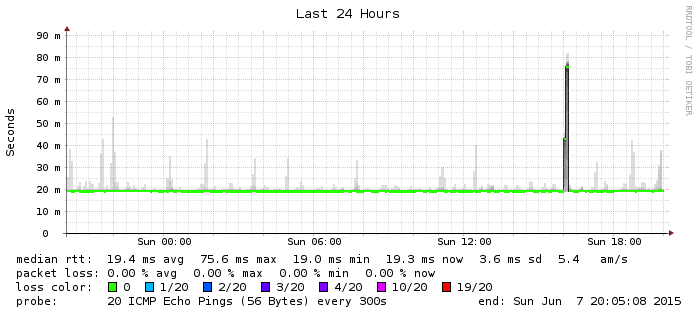 Last 24 Hours
RRDTOOL / TOBI OETIKER
Seconds
90 m
80 m
70 m
60 m
50 m
40 m
30 m
20 m
10 m
0
Sun 00:00 Sun 06:00 Sun 12:00 Sun 18:00
median rtt: 19.4 ms avg 75.6 ms max 19.0 ms min 19.3 ms now 3.6 ms sd 5.4 am/s
packet loss: 0.00 % avg 0.00 % max 0.00 % min 0.00 % now
loss color: 0 1/20 2/20 3/20 4/20 10/20 19/20
probe: 20 ICMP Echo Pings (56 Bytes) every 300s end: Sun Jun 7 20:05:08 2015